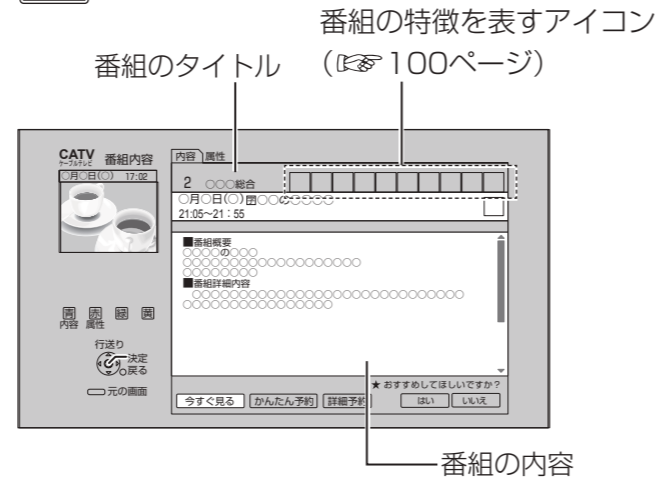 番組の特徴を表すアイコン
番組のタイトル (☞100ページ)
CATV 番組内容
ケーブルテレビ
○月○日(○) 17:02
内容 属性
2 ○○○総合
○月○日(○) 字○○の○○○○
21:05~21:55
■番組概要
○○○○の○○○
○○○○○○○○○○○○○○○○○○○
○○○○○○○○
■番組詳細内容
○○○○○○○○○○○○○○○○○○○○○○○○○○○○○
○○○○○○○○○○○○○○○○
青 赤 緑 黄
内容 属性
行送り
決定
戻る
元の画面
★ おすすめしてほしいですか?
今すぐ見る かんたん予約 詳細予約 はい いいえ
番組の内容